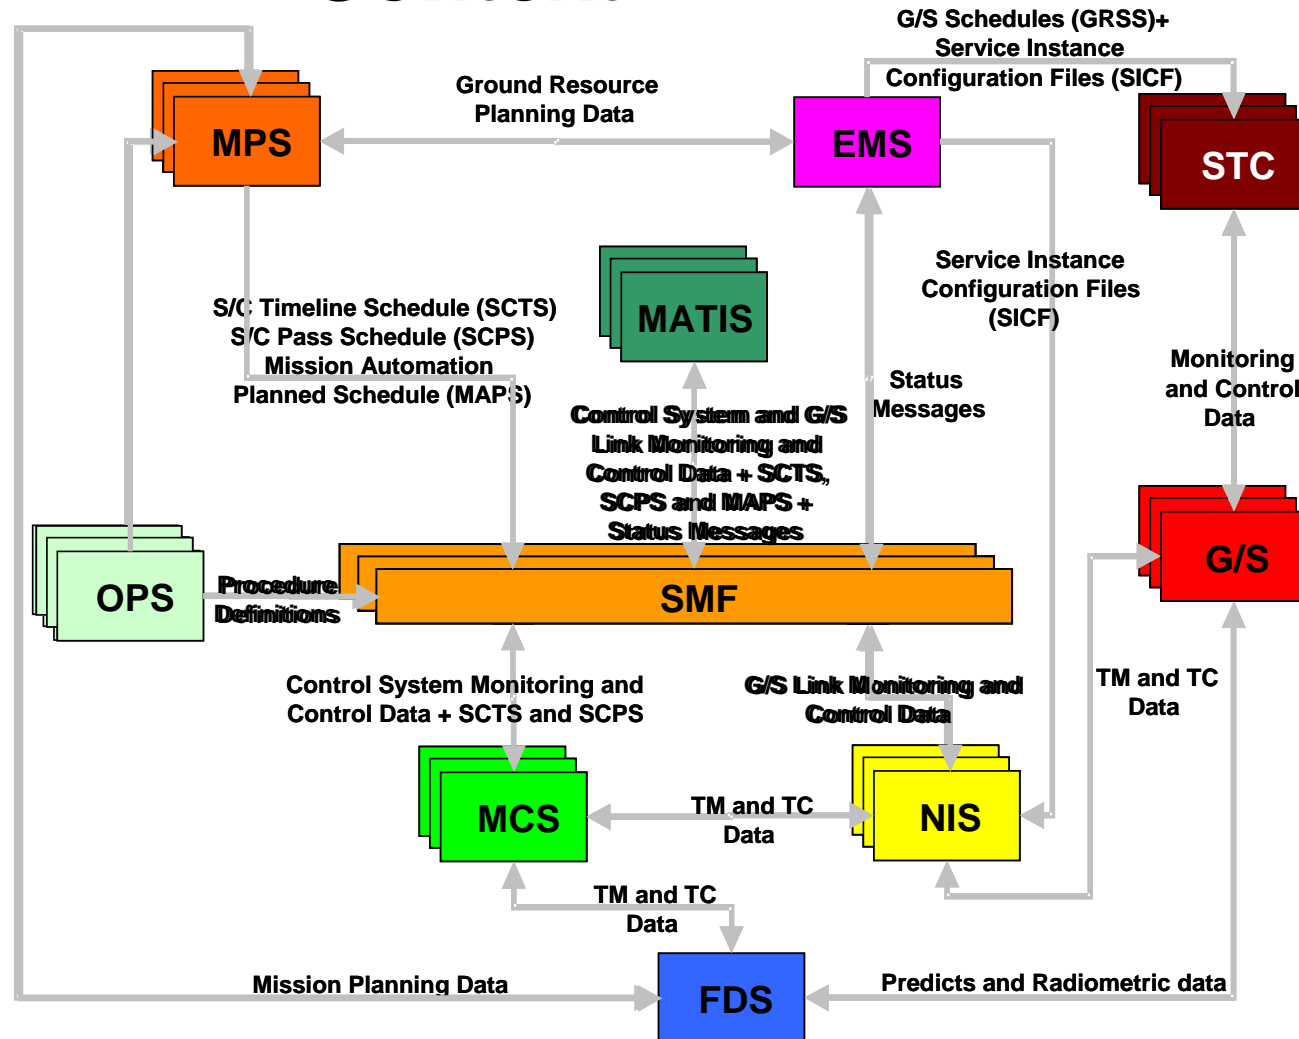 G/S Schedules (GRSS)+
Service Instance
Configuration Files (SICF)
Ground Resource
Planning Data
MPS
EMS
STC
Service Instance
Configuration Files
(SICF)
S/C Timeline Schedule (SCTS)
S/C Pass Schedule (SCPS)
Mission Automation
Planned Schedule (MAPS)
MATIS
Monitoring
and Control
Data
Status
Messages
Control System and G/S
Link Monitoring and
Control Data + SCTS,
SCPS and MAPS +
Status Messages
G/S
OPS
Procedure
Definitions
SMF
Control System Monitoring and
Control Data + SCTS and SCPS
G/S Link Monitoring and
Control Data
TM and TC
Data
MCS
TM and TC
Data
NIS
TM and TC
Data
Mission Planning Data
FDS
Predicts and Radiometric data